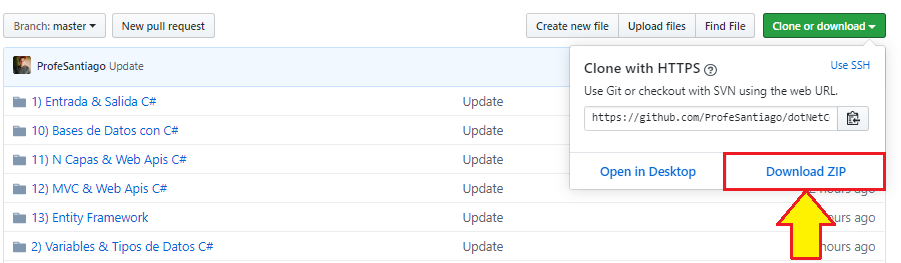 Branch: master New pull request Create new file Upload files Find File Clone or download
ProfeSantiago Update
Clone with HTTPS ? Use SSH
Use Git or checkout with SVN using the web URL.
https://github.com/ProfeSantiago/dotNetC
Open in Desktop Download ZIP
1) Entrada & Salida C# Update
10) Bases de Datos con C# Update
11) N Capas & Web Apis C# Update
12) MVC & Web Apis C# Update hours ago
13) Entity Framework Update hours ago
2) Variables & Tipos de Datos C# Update hours ago